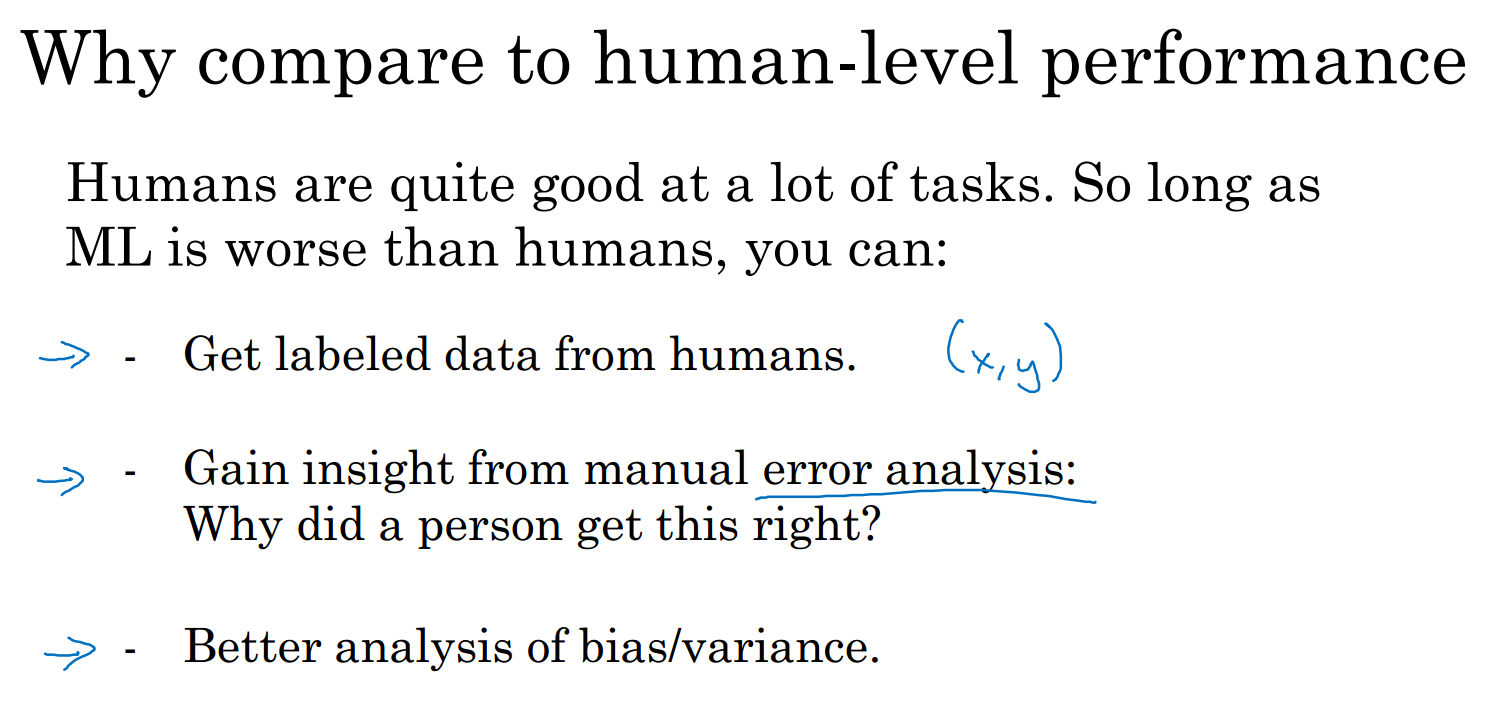 Why compare to human-level performance
Humans are quite good at a lot of tasks. So long as
ML is worse than humans, you can:
- Get labeled data from humans. (x,y)
- Gain insight from manual error analysis:
Why did a person get this right?
- Better analysis of bias/variance.